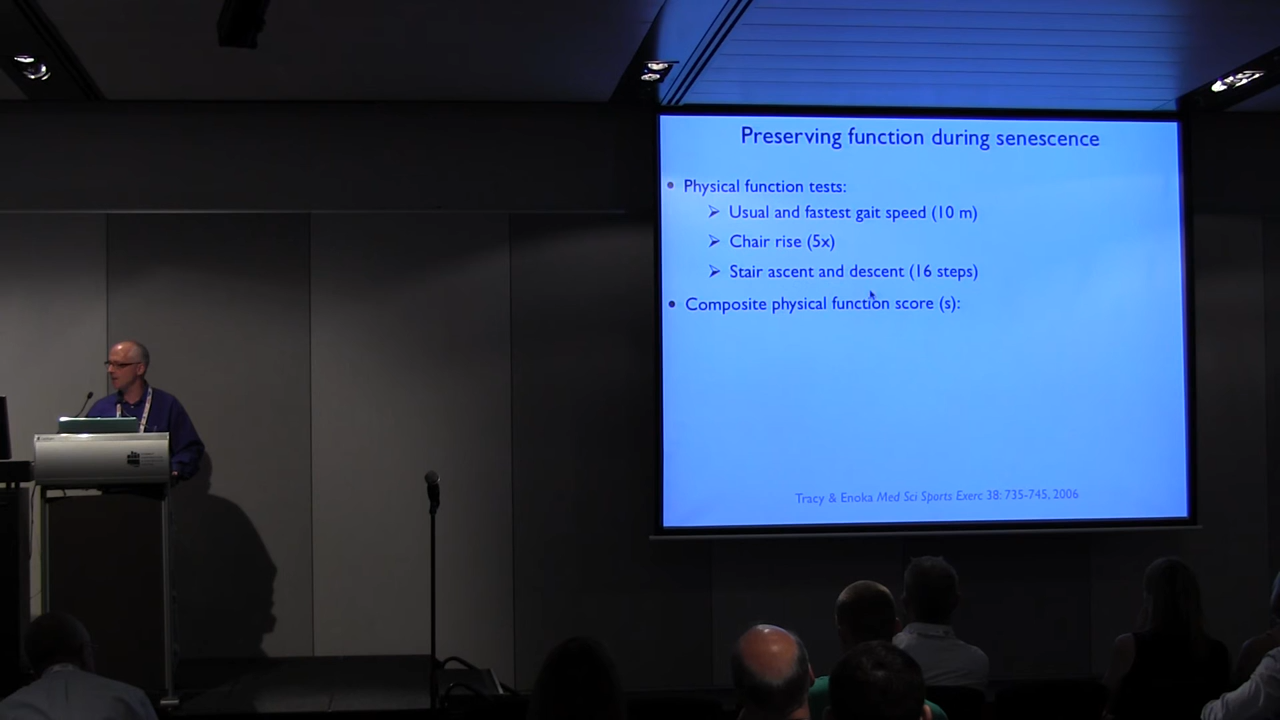 Preserving function during senescence
• Physical function tests:
➢ Usual and fastest gait speed (10 m)
➢ Chair rise (5x)
➢ Stair ascent and descent (16 steps)
• Composite physical function score (s):
Tracy & Enoka Med Sci Sports Exerc 38: 735-745, 2006